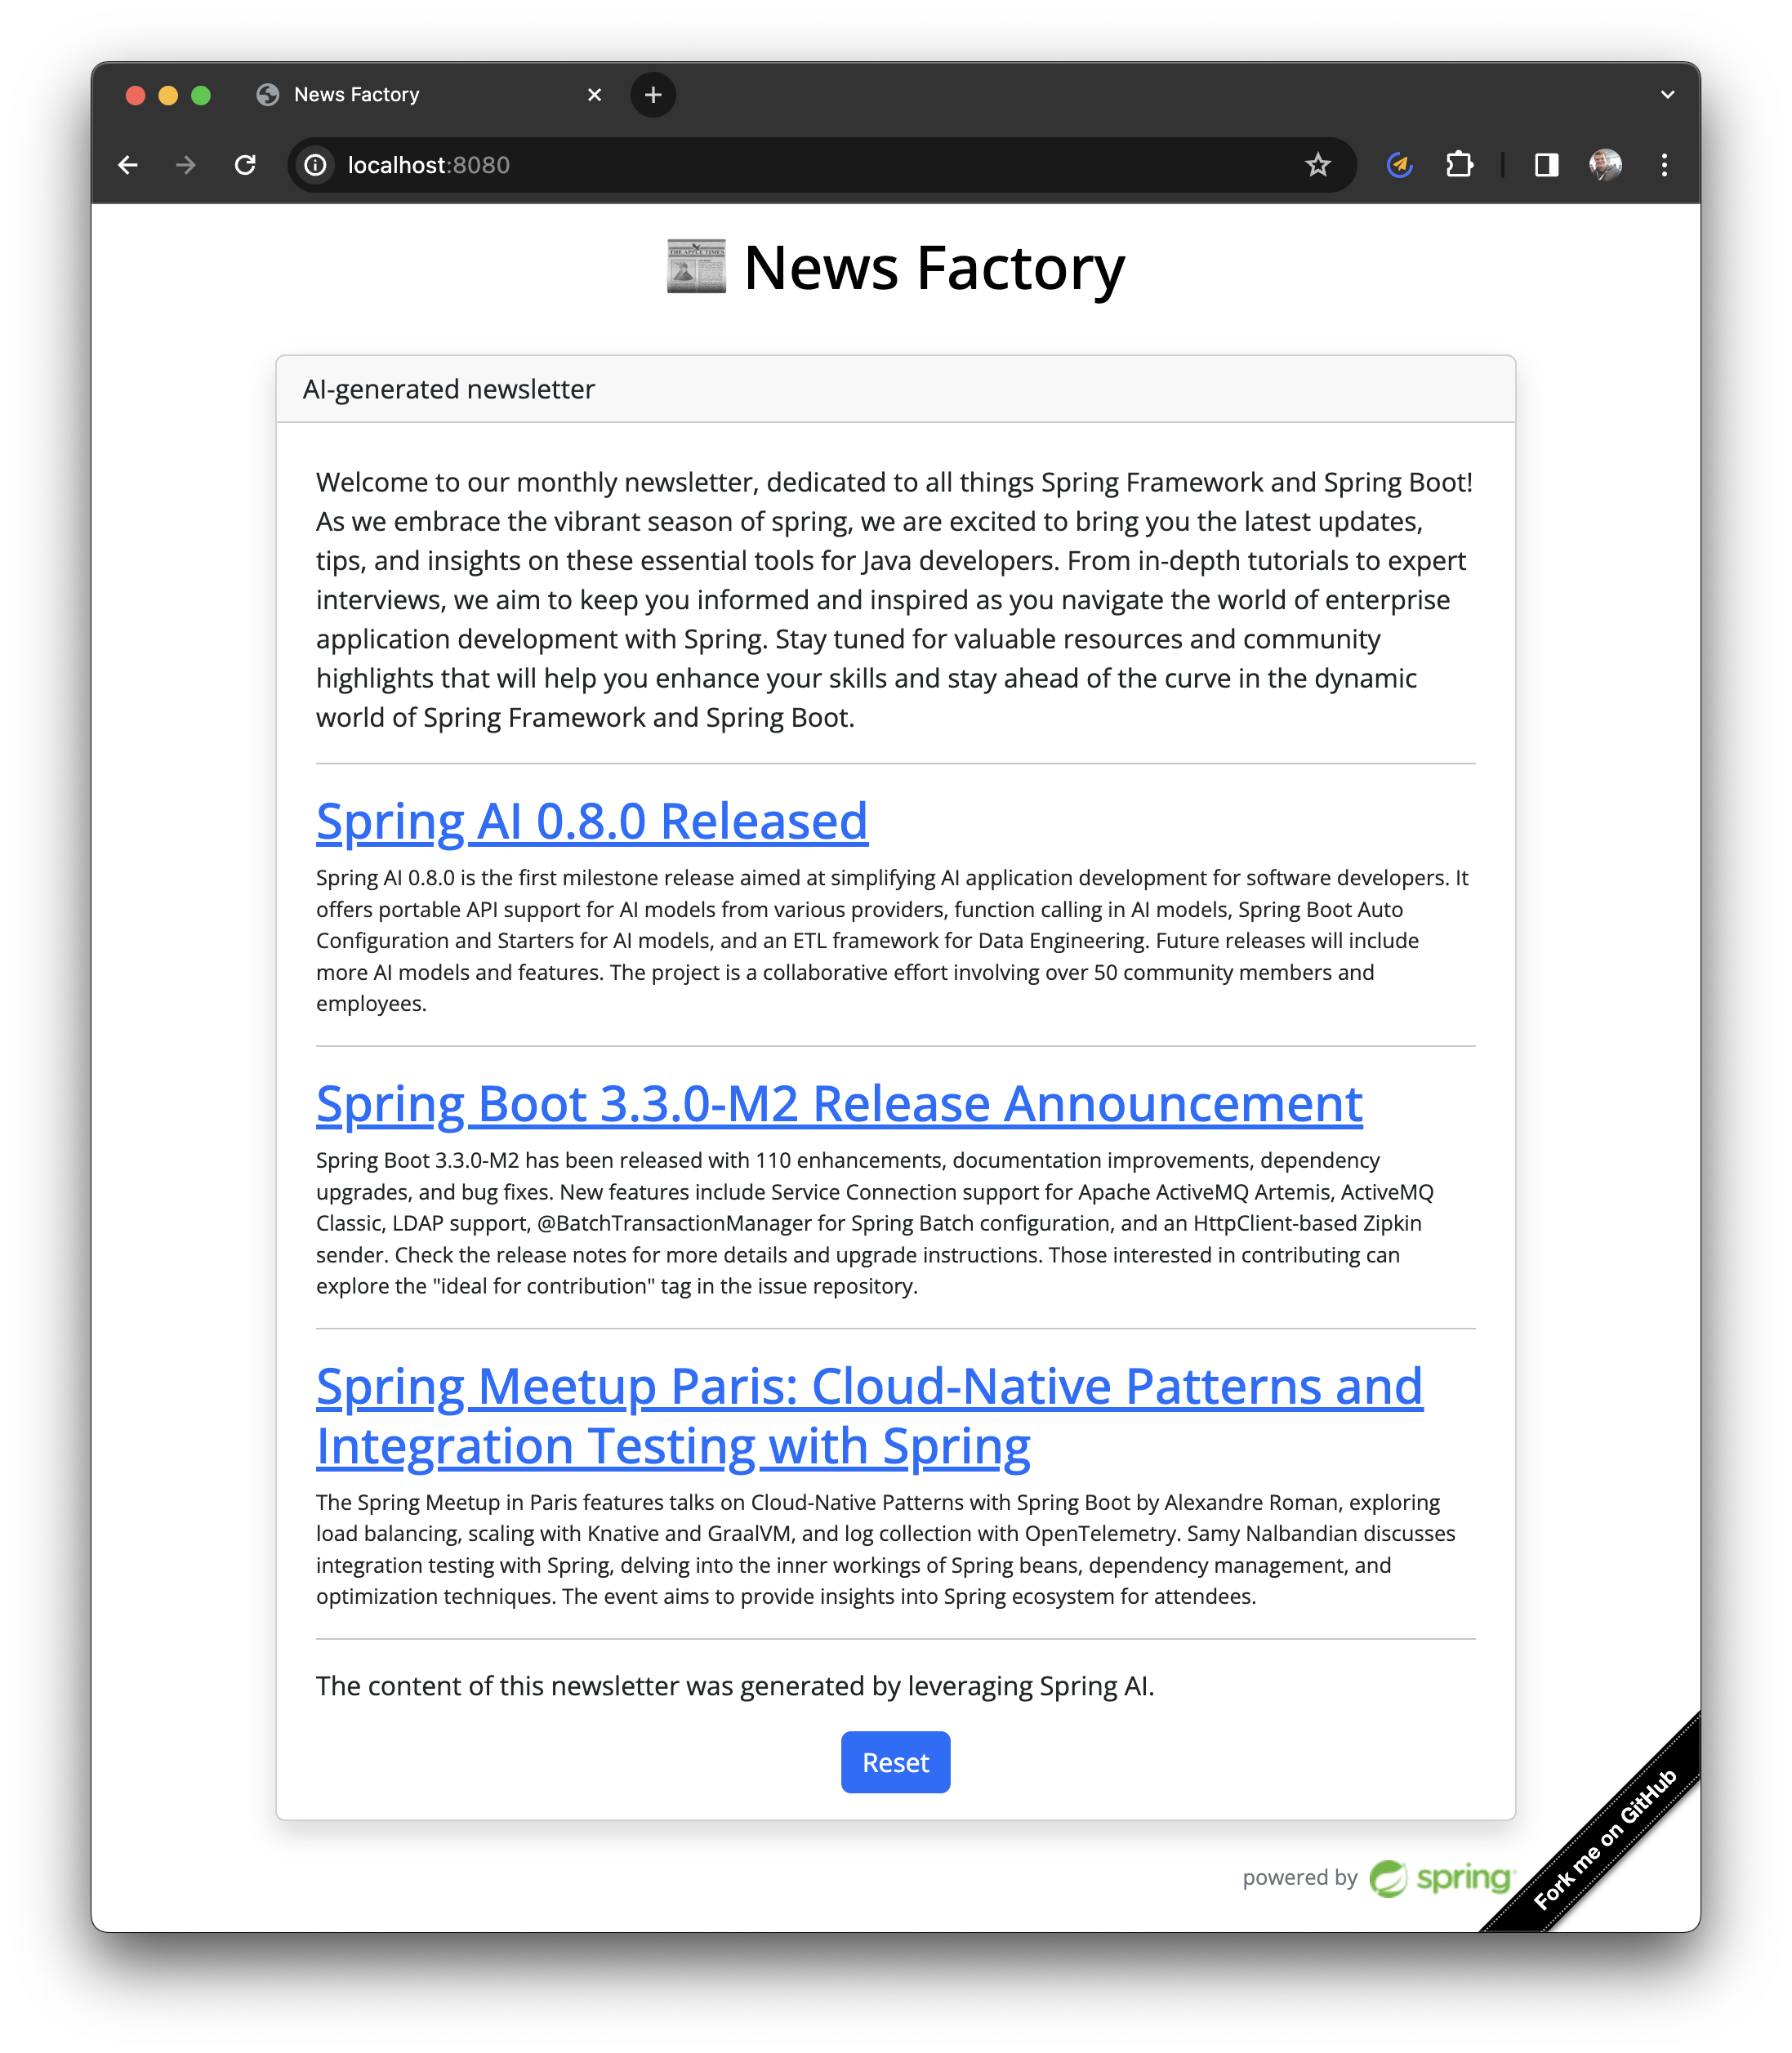 News Factory
localhost:8080
THE APPLE TIMES
News Factory
AI-generated newsletter
Welcome to our monthly newsletter, dedicated to all things Spring Framework and Spring Boot!
As we embrace the vibrant season of spring, we are excited to bring you the latest updates,
tips, and insights on these essential tools for Java developers. From in-depth tutorials to expert
interviews, we aim to keep you informed and inspired as you navigate the world of enterprise
application development with Spring. Stay tuned for valuable resources and community
highlights that will help you enhance your skills and stay ahead of the curve in the dynamic
world of Spring Framework and Spring Boot.
Spring AI 0.8.0 Released
Spring AI 0.8.0 is the first milestone release aimed at simplifying AI application development for software developers. It
offers portable API support for AI models from various providers, function calling in AI models, Spring Boot Auto
Configuration and Starters for AI models, and an ETL framework for Data Engineering. Future releases will include
more AI models and features. The project is a collaborative effort involving over 50 community members and
employees.
Spring Boot 3.3.0-M2 Release Announcement
Spring Boot 3.3.0-M2 has been released with 110 enhancements, documentation improvements, dependency
upgrades, and bug fixes. New features include Service Connection support for Apache ActiveMQ Artemis, ActiveMQ
Classic, LDAP support, @BatchTransactionManager for Spring Batch configuration, and an HttpClient-based Zipkin
sender. Check the release notes for more details and upgrade instructions. Those interested in contributing can
explore the "ideal for contribution" tag in the issue repository.
Spring Meetup Paris: Cloud-Native Patterns and
Integration Testing with Spring
The Spring Meetup in Paris features talks on Cloud-Native Patterns with Spring Boot by Alexandre Roman, exploring
load balancing, scaling with Knative and GraalVM, and log collection with OpenTelemetry. Samy Nalbandian discusses
integration testing with Spring, delving into the inner workings of Spring beans, dependency management, and
optimization techniques. The event aims to provide insights into Spring ecosystem for attendees.
The content of this newsletter was generated by leveraging Spring AI.
Reset
powered by spring
Fork me on GitHub